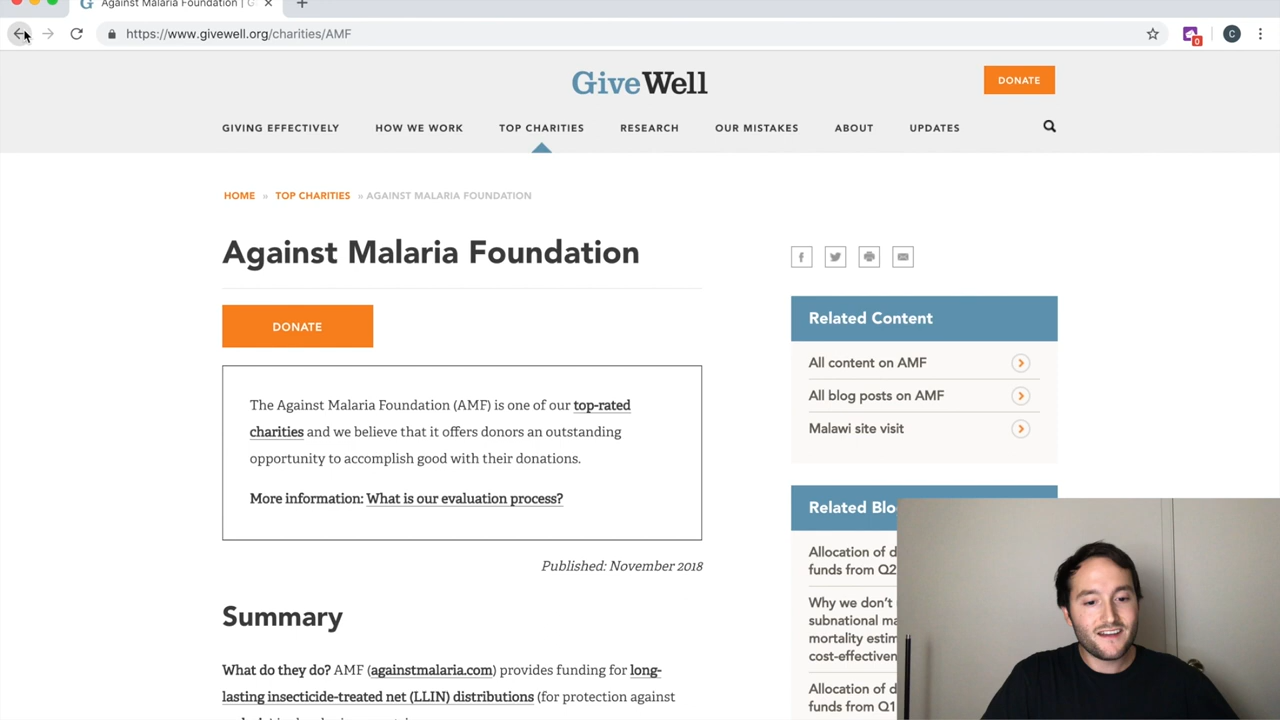 Against Malaria Foundation | G
https://www.givewell.org/charities/AMF
0
C
GiveWell
DONATE
GIVING EFFECTIVELY
HOW WE WORK
TOP CHARITIES
RESEARCH
OUR MISTAKES
ABOUT
UPDATES
HOME » TOP CHARITIES » AGAINST MALARIA FOUNDATION
Against Malaria Foundation
DONATE
The Against Malaria Foundation (AMF) is one of our top-rated
charities and we believe that it offers donors an outstanding
opportunity to accomplish good with their donations.
More information: What is our evaluation process?
Published: November 2018
Summary
What do they do? AMF (againstmalaria.com) provides funding for long-
lasting insecticide-treated net (LLIN) distributions (for protection against
Related Content
All content on AMF
All blog posts on AMF
Malawi site visit
Related Blo
Allocation of d
funds from Q2
Why we don't
subnational ma
mortality estim
cost-effectiven
Allocation of d
funds from Q1